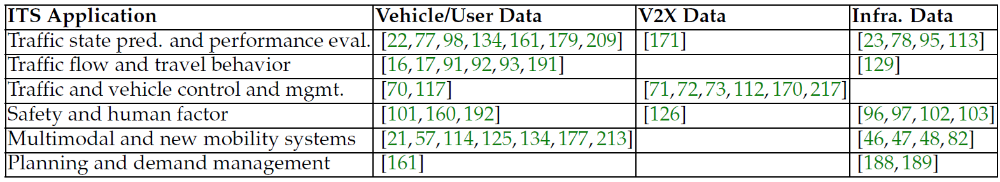 ITS Application Vehicle/User Data V2X Data Infra. Data
Traffic state pred. and performance eval. [22, 77, 98, 134, 161, 179, 209] [171] [23, 78, 95, 113]
Traffic flow and travel behavior [16, 17, 91, 92, 93, 191] [129]
Traffic and vehicle control and mgmt. [70, 117] [71, 72, 73, 112, 170, 217]
Safety and human factor [101, 160, 192] [126] [96, 97, 102, 103]
Multimodal and new mobility systems [21, 57, 114, 125, 134, 177, 213] [46, 47, 48, 82]
Planning and demand management [161] [188, 189]